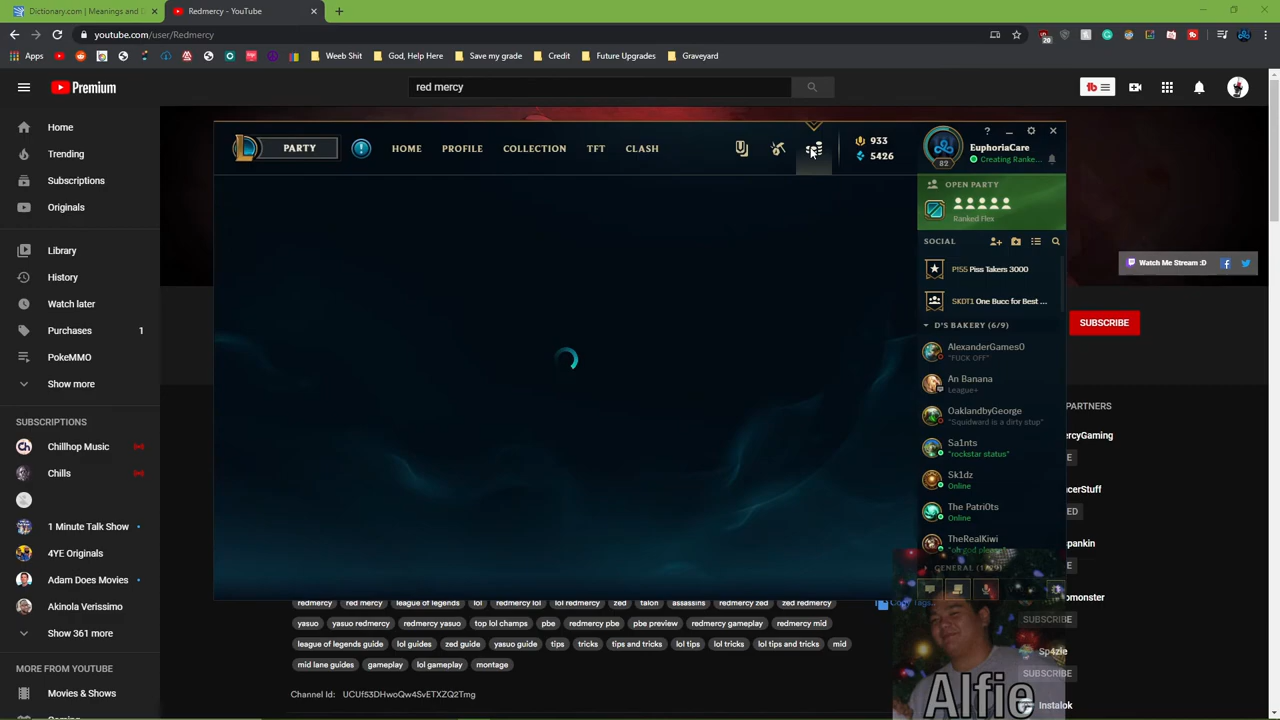 Dictionary.com | Meanings and D
Redmercy - YouTube
youtube.com/user/Redmercy
Apps
Weeb Shit
God, Help Here
Save my grade
Credit
Future Upgrades
Graveyard
Premium
red mercy
Home
Trending
Subscriptions
Originals
Library
History
Watch later
Purchases 1
PokeMMO
Show more
SUBSCRIPTIONS
Chillhop Music
Chills
1 Minute Talk Show
4YE Originals
Adam Does Movies
Akinola Verissimo
Show 361 more
MORE FROM YOUTUBE
Movies & Shows
PARTY
HOME
PROFILE
COLLECTION
TFT
CLASH
933
5426
82
EuphoriaCare
Creating Ranke...
OPEN PARTY
Ranked Flex
SOCIAL
P!S5 Piss Takers 3000
SKDT1 One Bucc for Best ...
D'S BAKERY (6/9)
AlexanderGames0
"FUCK OFF"
An Banana
League+
OaklandbyGeorge
"Squidward is a dirty stup"
Sa1nts
"rockstar status"
Sk1dz
Online
The Patri0ts
Online
TheRealKiwi
GENERAL
Watch Me Stream :D
SUBSCRIBE
PARTNERS
rcyGaming
cerStuff
ED
pankin
omonster
SUBSCRIBE
Sp4zie
SUBSCRIBE
Instalok
redmercy red mercy league of legends lol redmercy lol lol redmercy zed talon assassins redmercy zed zed redmercy
Copy Tags...
yasuo yasuo redmercy redmercy yasuo top lol champs pbe redmercy pbe pbe preview redmercy gameplay redmercy mid
league of legends guide lol guides zed guide yasuo guide tips tricks tips and tricks lol tips lol tricks lol tips and tricks mid
mid lane guides gameplay lol gameplay montage
Channel Id: UCUf53DHwoQw4SvETXZQ2Tmg
Alfie